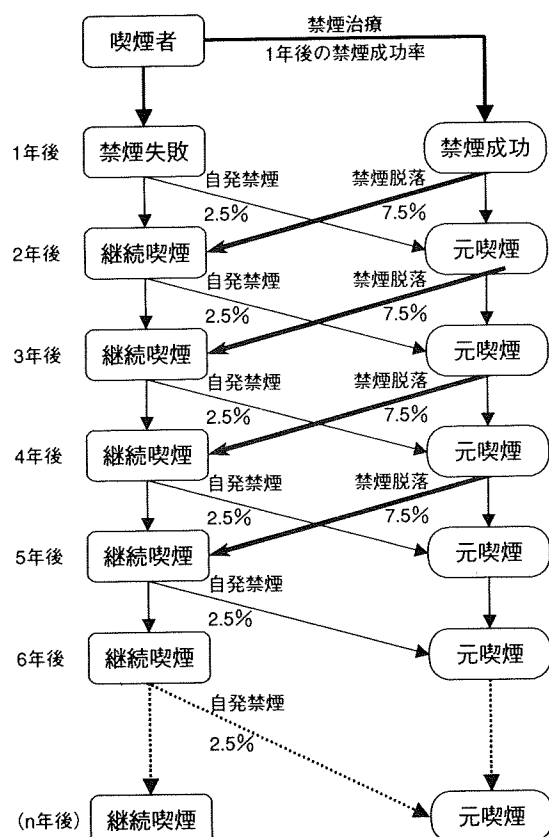 喫煙者
禁煙治療
1年後の禁煙成功率
1年後
禁煙失敗
禁煙成功
自発禁煙
禁煙脱落
2.5%
7.5%
2年後
継続喫煙
元喫煙
自発禁煙
禁煙脱落
2.5%
7.5%
3年後
継続喫煙
元喫煙
自発禁煙
禁煙脱落
2.5%
7.5%
4年後
継続喫煙
元喫煙
自発禁煙
禁煙脱落
2.5%
7.5%
5年後
継続喫煙
元喫煙
自発禁煙
2.5%
6年後
継続喫煙
元喫煙
自発禁煙
2.5%
(n年後)
継続喫煙
元喫煙